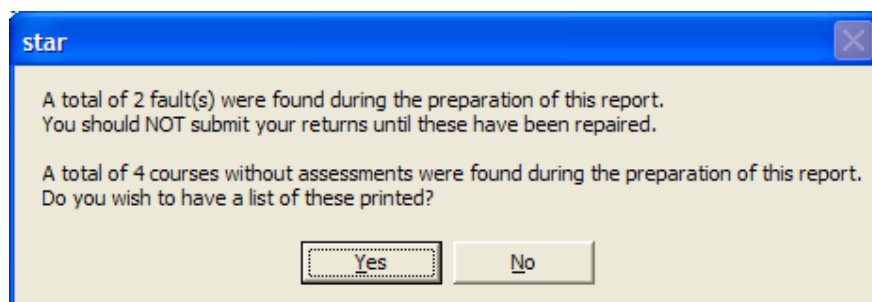 star
A total of 2 fault(s) were found during the preparation of this report.
You should NOT submit your returns until these have been repaired.
A total of 4 courses without assessments were found during the preparation of this report.
Do you wish to have a list of these printed?
Yes
No